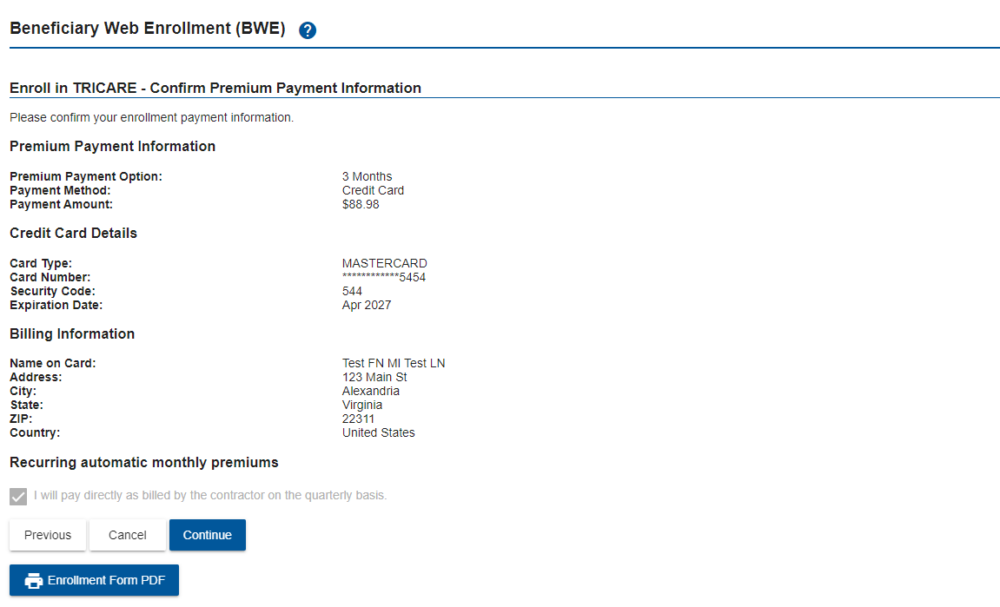 Beneficiary Web Enrollment (BWE) ?
Enroll in TRICARE - Confirm Premium Payment Information
Please confirm your enrollment payment information.
Premium Payment Information
Premium Payment Option: 3 Months
Payment Method: Credit Card
Payment Amount: $88.98
Credit Card Details
Card Type: MASTERCARD
Card Number: ************5454
Security Code: 544
Expiration Date: Apr 2027
Billing Information
Name on Card: Test FN MI Test LN
Address: 123 Main St
City: Alexandria
State: Virginia
ZIP: 22311
Country: United States
Recurring automatic monthly premiums
I will pay directly as billed by the contractor on the quarterly basis.
Previous Cancel Continue
Enrollment Form PDF